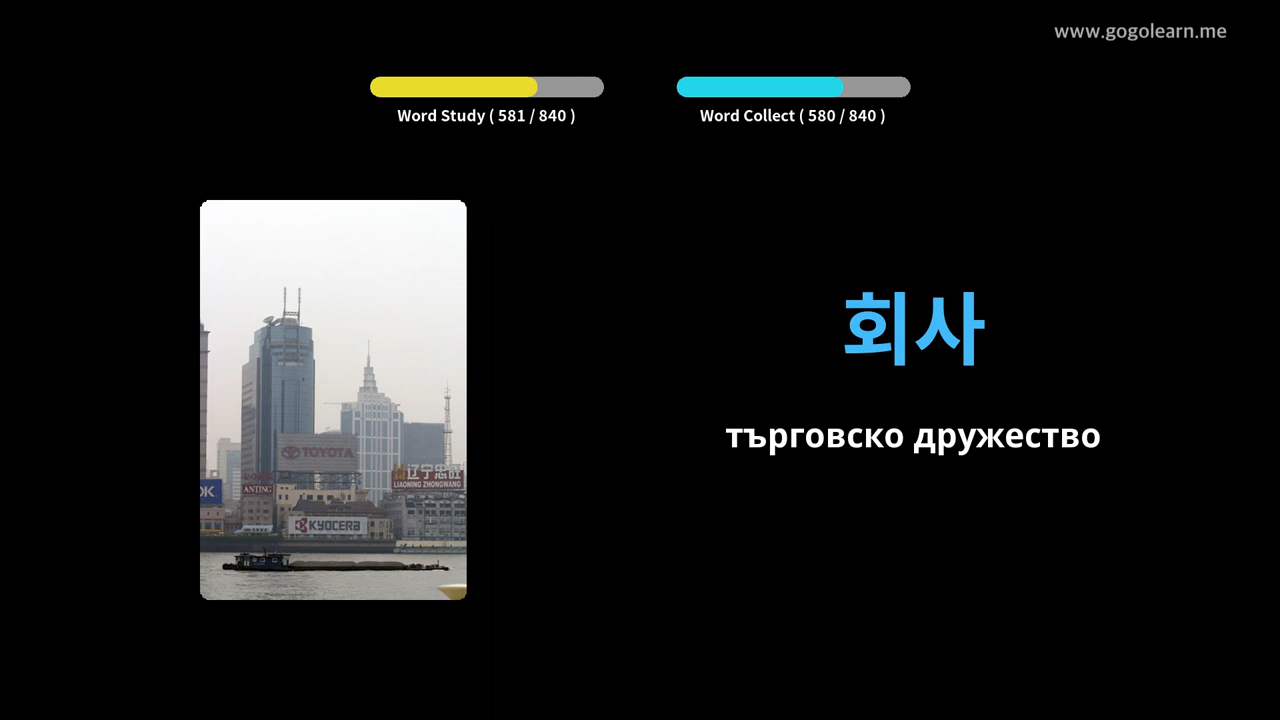 www.gogolearn.me
Word Study ( 581 / 840 )
Word Collect ( 580 / 840 )
회사
търговско дружество
TOYOTA
OK
ANTING
辽宁忠旺
LIAONING ZHONGWANG
KYOCERA